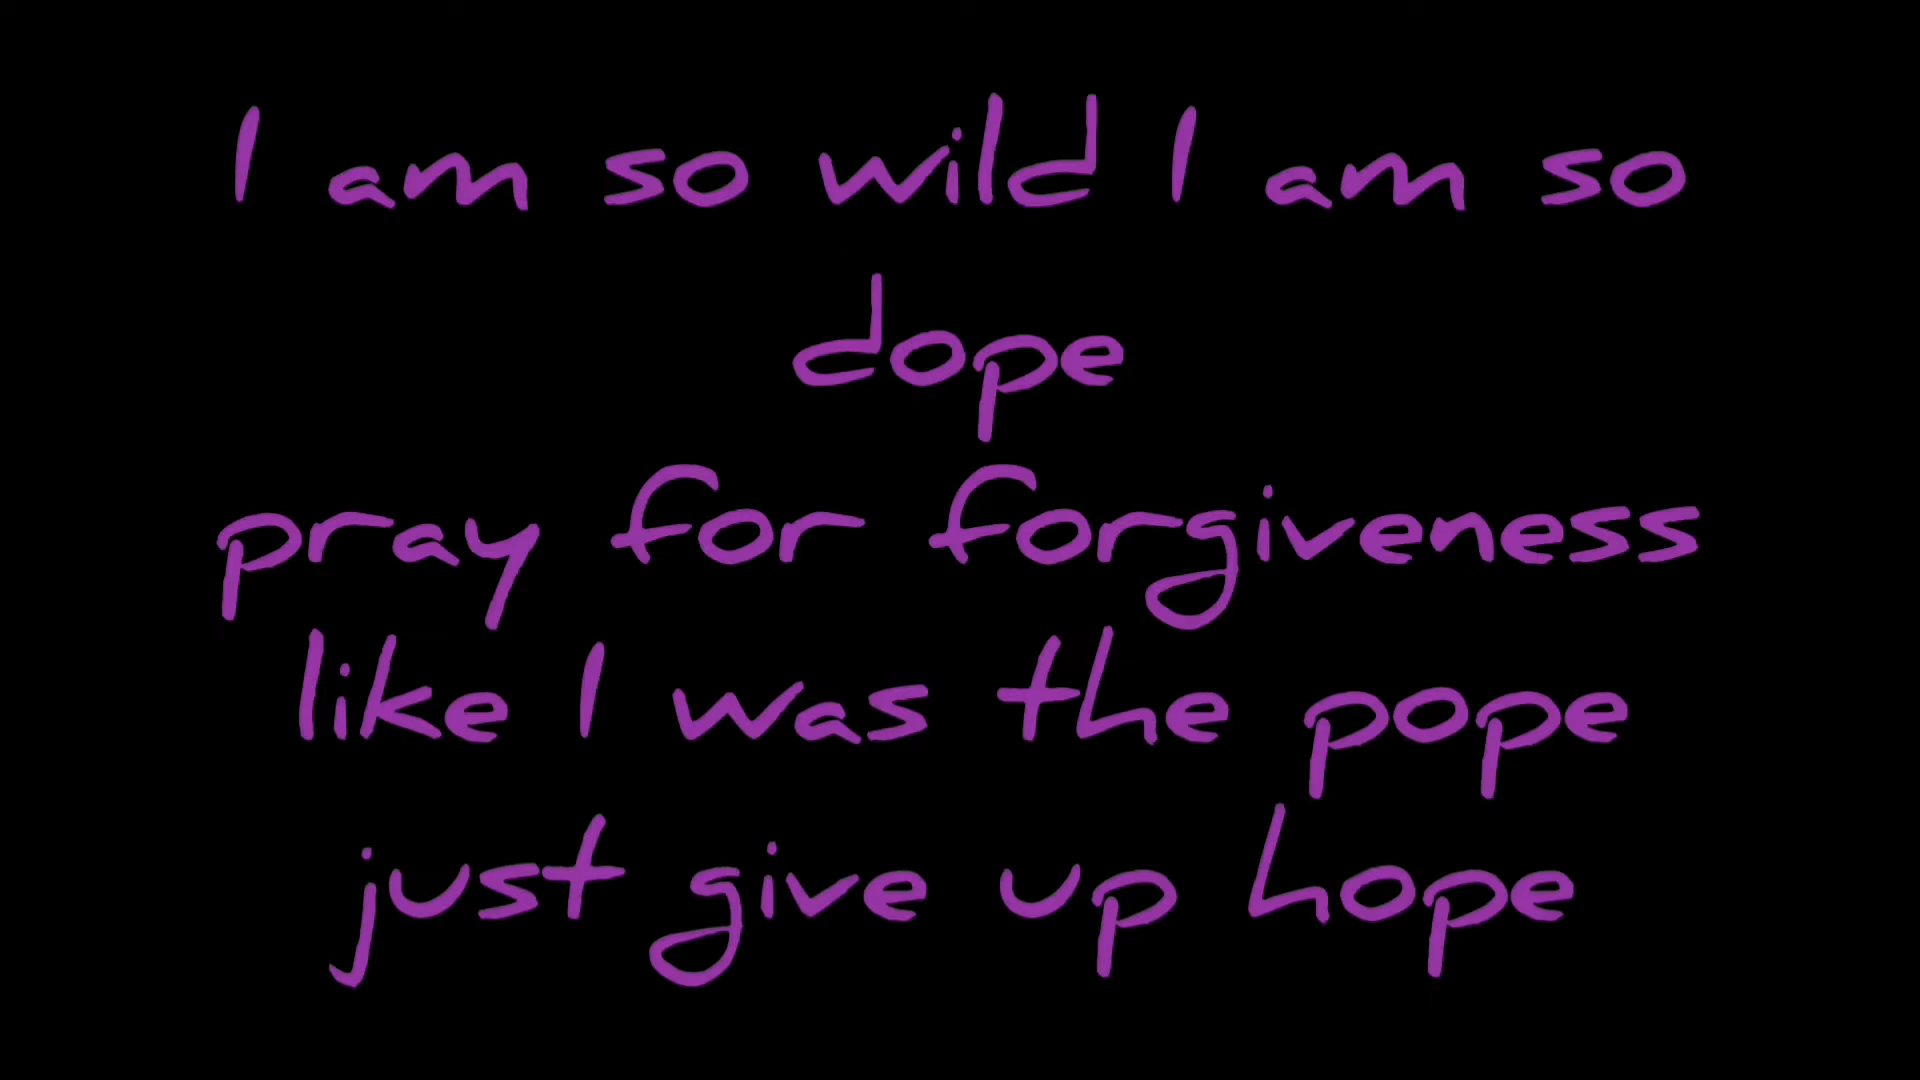 I am so wild I am so
dope
pray for forgiveness
like I was the pope
just give up hope